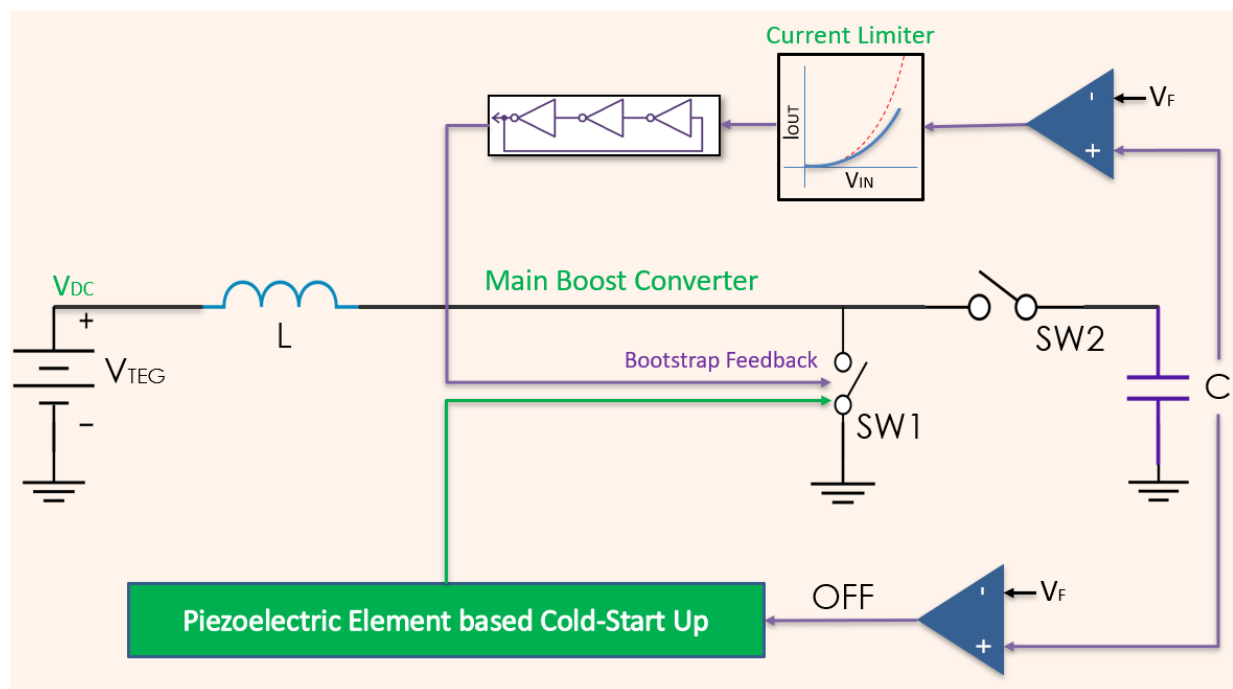 Current Limiter
IOUT
VIN
-
VF
+
VDC
Main Boost Converter
+
L
SW2
VTEG
Bootstrap Feedback
C
-
SW1
OFF
-
VF
Piezoelectric Element based Cold-Start Up
+